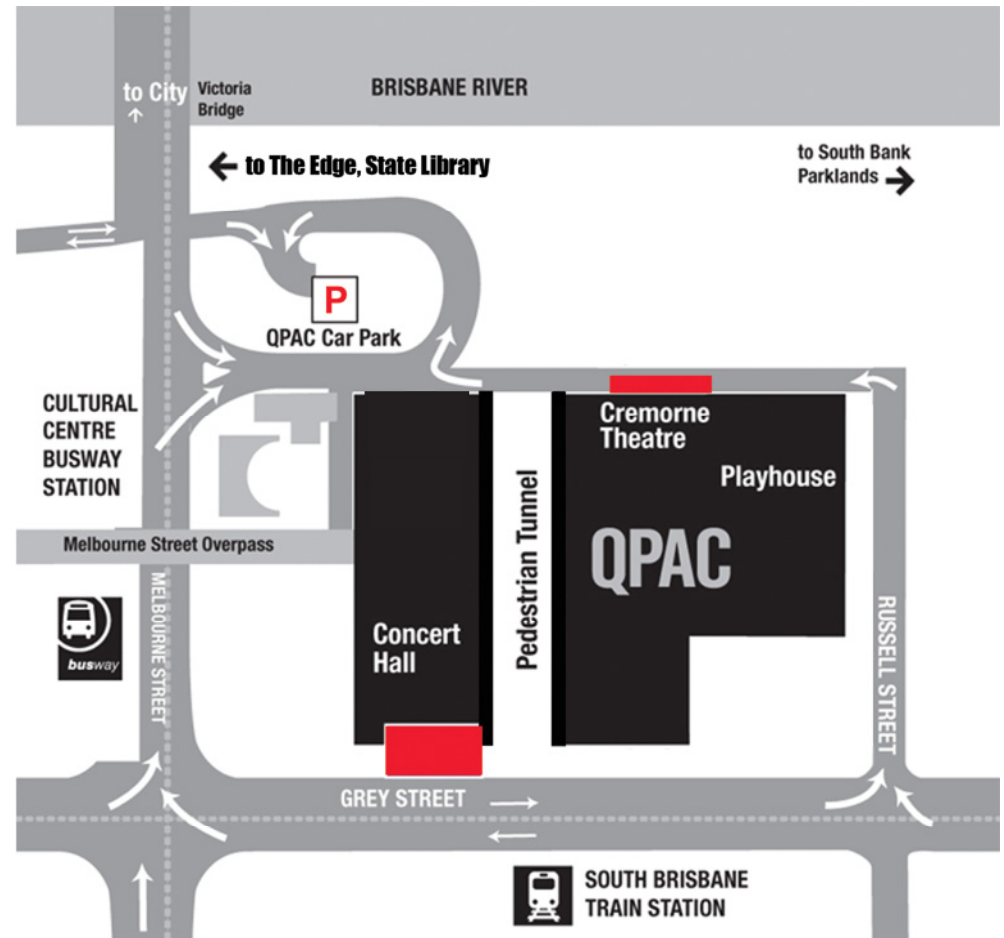 to City
Victoria
Bridge
BRISBANE RIVER
to The Edge, State Library
to South Bank
Parklands
P
QPAC Car Park
CULTURAL
CENTRE
BUSWAY
STATION
Cremorne
Theatre
Playhouse
Pedestrian Tunnel
QPAC
Melbourne Street Overpass
MELBOURNE STREET
busway
Concert
Hall
RUSSELL STREET
GREY STREET
SOUTH BRISBANE
TRAIN STATION